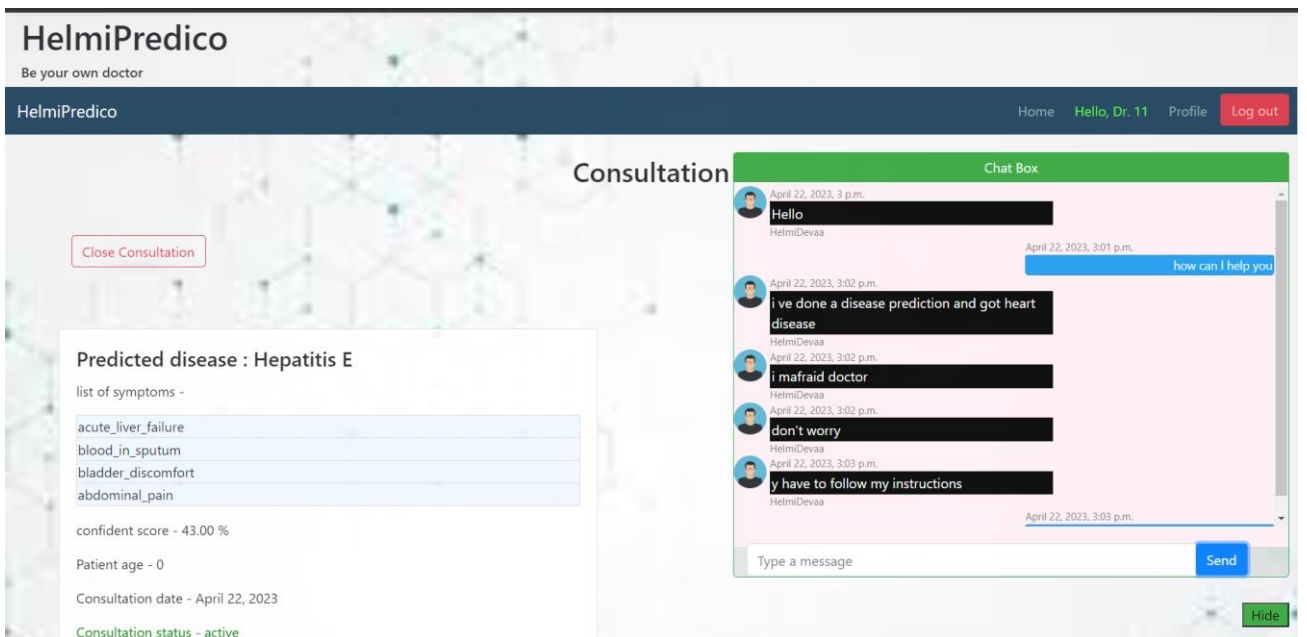 HelmiPredico
Be your own doctor
HelmiPredico
Home Hello, Dr. 11 Profile Log out
Consultation
Close Consultation
Predicted disease : Hepatitis E
list of symptoms -
acute_liver_failure
blood_in_sputum
bladder_discomfort
abdominal_pain
confident score - 43.00 %
Patient age - 0
Consultation date - April 22, 2023
Consultation status - active
Chat Box
April 22, 2023, 3 p.m.
Hello
HelmiDevaa
April 22, 2023, 3:01 p.m.
how can I help you
April 22, 2023, 3:02 p.m.
i ve done a disease prediction and got heart
disease
HelmiDevaa
April 22, 2023, 3:02 p.m.
i mafraid doctor
HelmiDevaa
April 22, 2023, 3:02 p.m.
don't worry
HelmiDevaa
April 22, 2023, 3:03 p.m.
y have to follow my instructions
HelmiDevaa
April 22, 2023, 3:03 p.m.
Type a message
Send
Hide